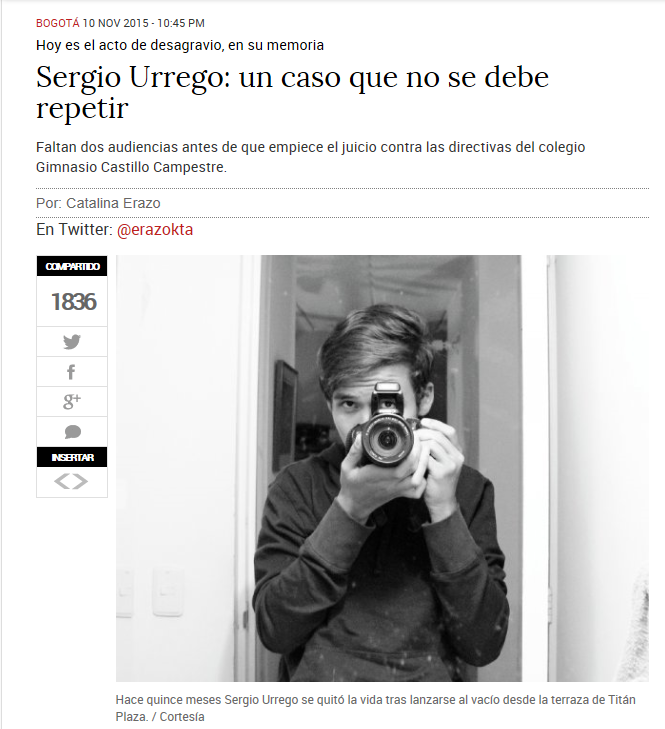 BOGOTÁ 10 NOV 2015 - 10:45 PM
Hoy es el acto de desagravio, en su memoria
Sergio Urrego: un caso que no se debe
repetir
Faltan dos audiencias antes de que empiece el juicio contra las directivas del colegio
Gimnasio Castillo Campestre.
Por: Catalina Erazo
En Twitter: @erazokta
COMPARTIDO
1836
g+
INSERTAR
Hace quince meses Sergio Urrego se quitó la vida tras lanzarse al vacío desde la terraza de Titán
Plaza. / Cortesía